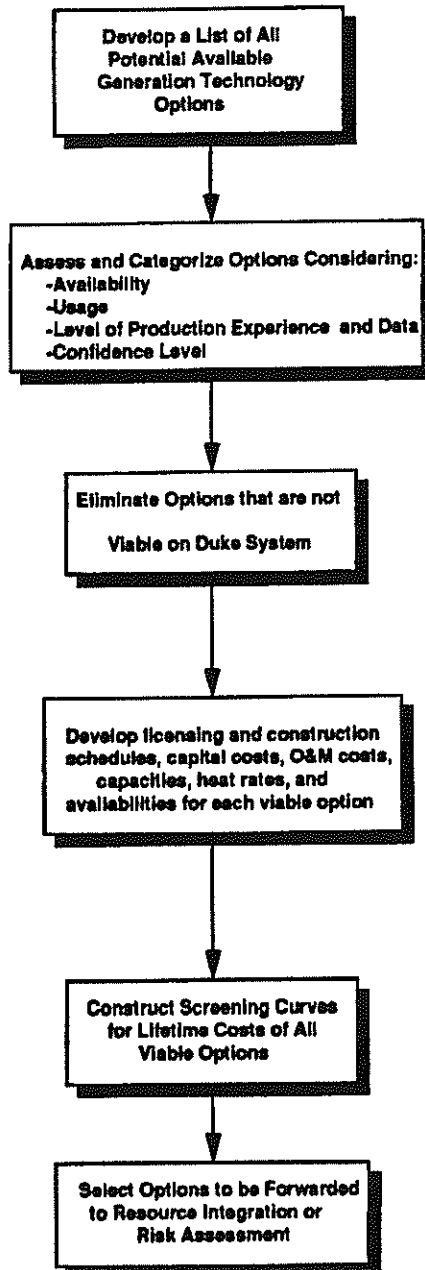 Develop a List of All
Potential Available
Generation Technology
Options
Assess and Categorize Options Considering:
-Availability
-Usage
-Level of Production Experience and Data
-Confidence Level
Eliminate Options that are not
Viable on Duke System
Develop licensing and construction
schedules, capital costs, O&M costs,
capacities, heat rates, and
availabilities for each viable option
Construct Screening Curves
for Lifetime Costs of All
Viable Options
Select Options to be Forwarded
to Resource Integration or
Risk Assessment